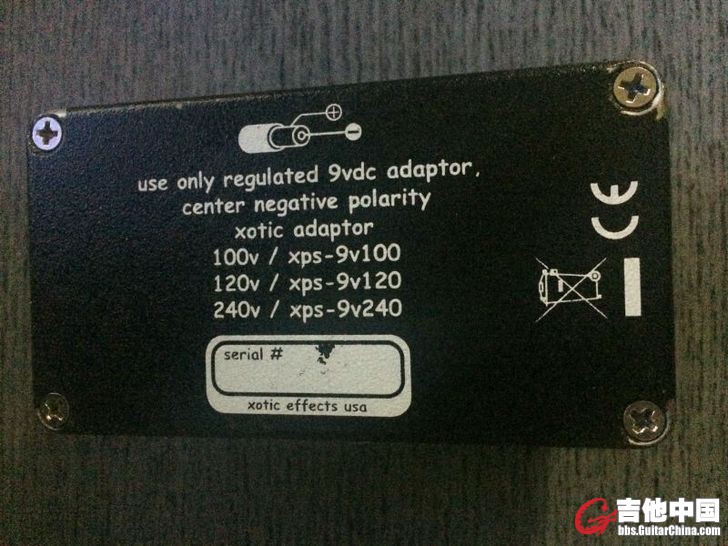 use only regulated 9vdc adaptor,
center negative polarity
xotic adaptor
100v / xps-9v100
120v / xps-9v120
240v / xps-9v240
CE
serial #
xotic effects usa
吉他中国
bbs.GuitarChina.com